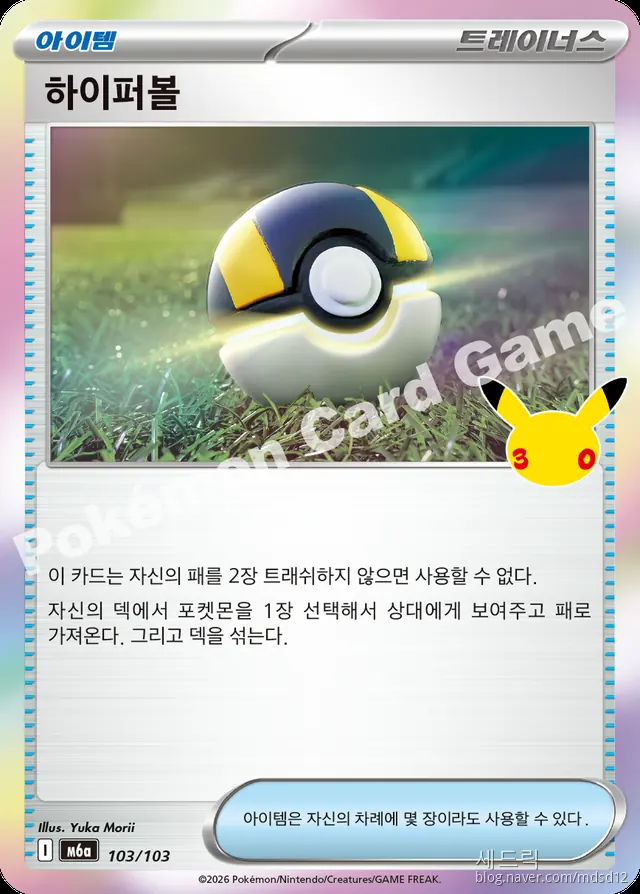 아이템 트레이너스
하이퍼볼
Pokémon Card Game
3 0
이 카드는 자신의 패를 2장 트래쉬하지 않으면 사용할 수 없다.
자신의 덱에서 포켓몬을 1장 선택해서 상대에게 보여주고 패로
가져온다. 그리고 덱을 섞는다.
아이템은 자신의 차례에 몇 장이라도 사용할 수 있다.
Illus. Yuka Morii
I m6a 103/103
©2026 Pokémon/Nintendo/Creatures/GAME FREAK.
세드릭
blog.naver.com/mdsd12